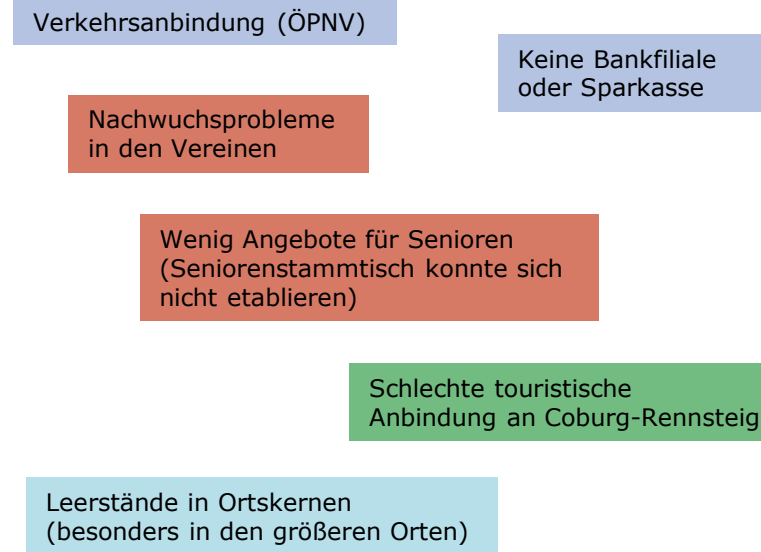 Verkehrsanbindung (ÖPNV)
Keine Bankfiliale
oder Sparkasse
Nachwuchsprobleme
in den Vereinen
Wenig Angebote für Senioren
(Seniorenstammtisch konnte sich
nicht etablieren)
Schlechte touristische
Anbindung an Coburg-Rennsteig
Leerstände in Ortskernen
(besonders in den größeren Orten)